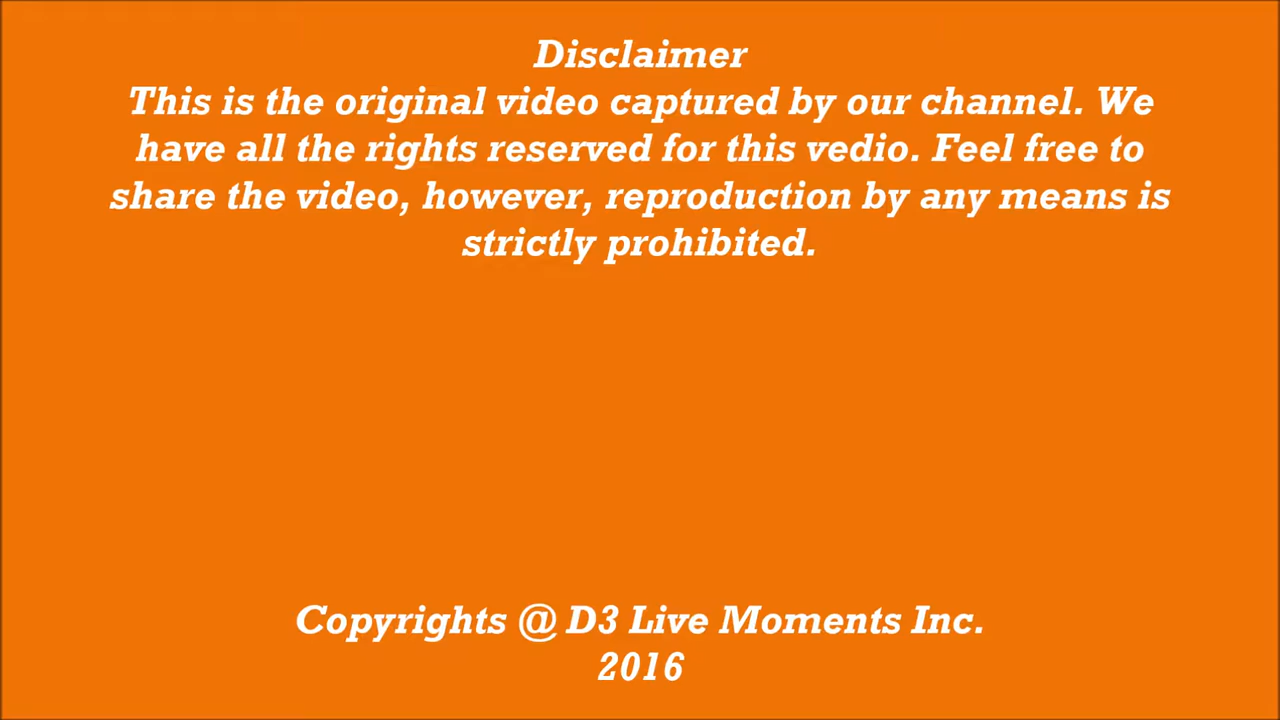 Disclaimer
This is the original video captured by our channel. We
have all the rights reserved for this vedio. Feel free to
share the video, however, reproduction by any means is
strictly prohibited.
Copyrights @ D3 Live Moments Inc.
2016